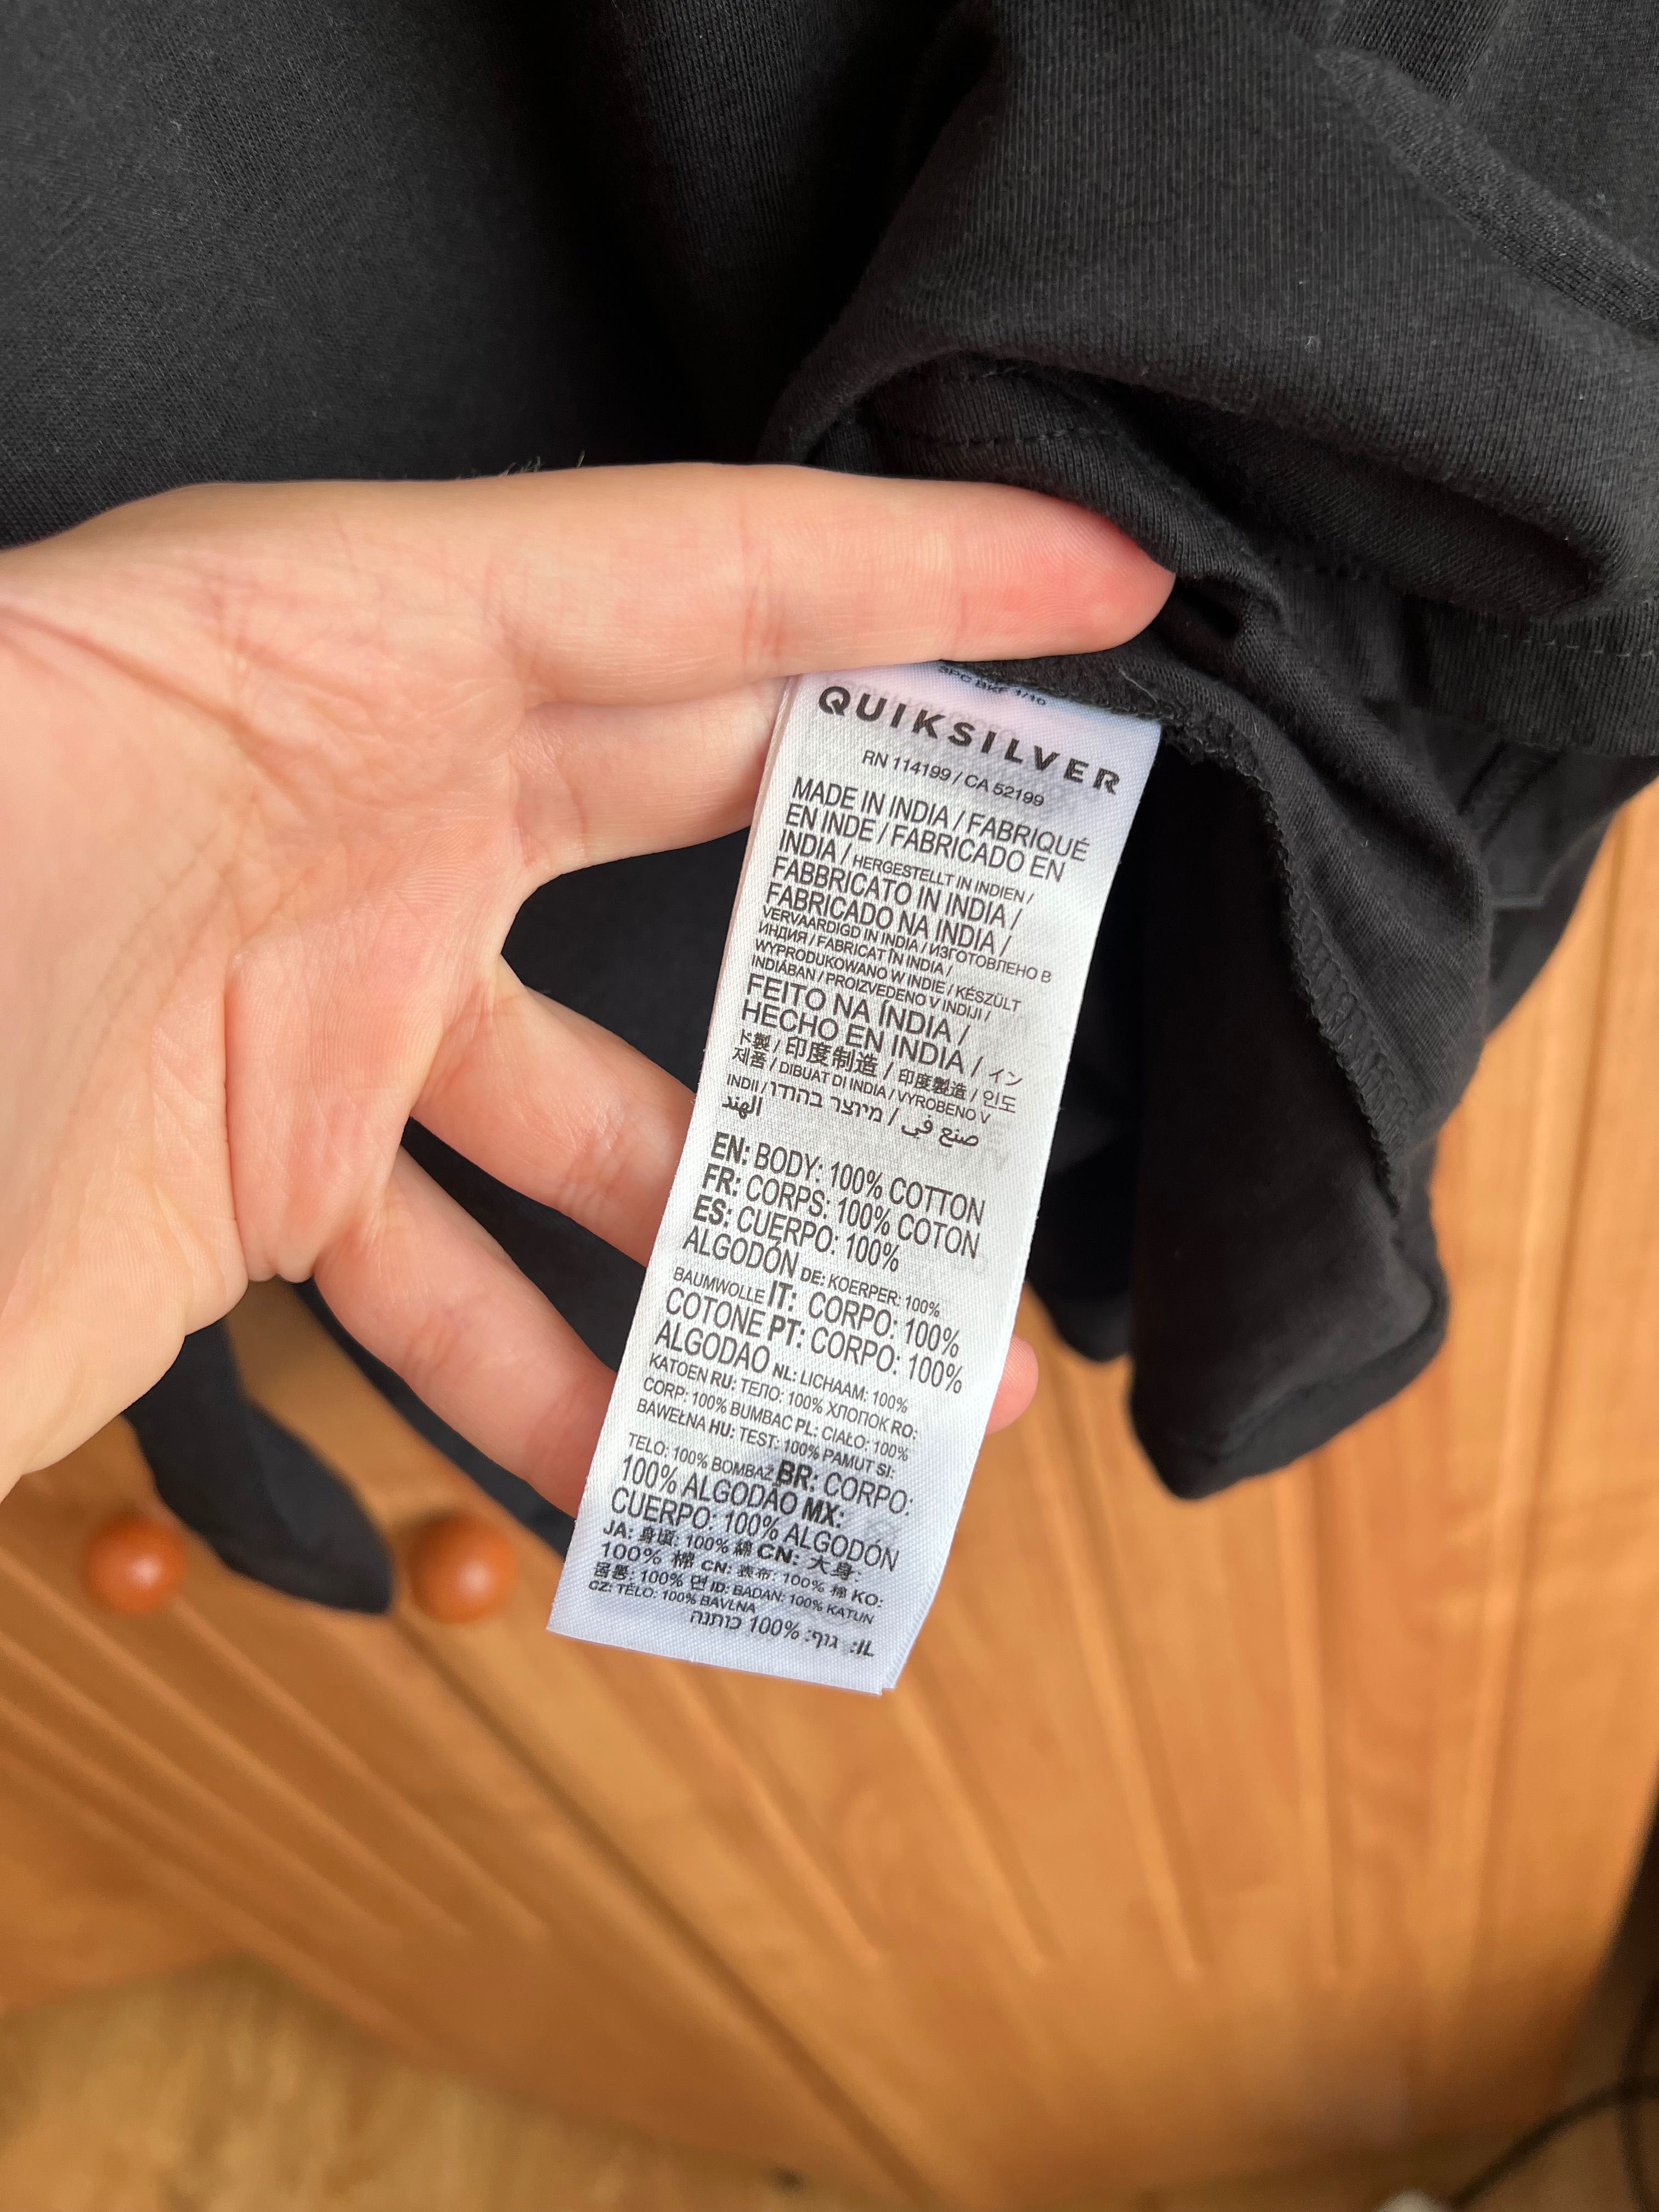 QUIKSILVER
RN 114199 / CA 52199
MADE IN INDIA / FABRIQUÉ
EN INDE / FABRICADO EN
INDIA / HERGESTELLT IN INDIEN /
FABBRICATO IN INDIA /
FABRICADO NA INDIA /
VERVAARDIGD IN INDIA / ИЗГОТОВЛЕНО В
ИНДИЯ / FABRICAT ÎN INDIA /
WYPRODUKOWANO W INDIE / KÉSZÜLT
INDIÁBAN / PROIZVEDENO V INDIJI /
FEITO NA ÍNDIA /
HECHO EN INDIA / イン
ド製 / 印度制造 / 印度製造 / 인도
제품 / DIBUAT DI INDIA / VYROBENO V
INDII / מיוצר בהודו / صنع في
الهند
EN: BODY: 100% COTTON
FR: CORPS: 100% COTON
ES: CUERPO: 100%
ALGODÓN DE: KOERPER: 100%
BAUMWOLLE IT: CORPO: 100%
COTONE PT: CORPO: 100%
ALGODAO NL: LICHAAM: 100%
KATOEN RU: ТЕЛО: 100% ХЛОПОК RO:
CORP: 100% BUMBAC PL: CIAŁO: 100%
BAWEŁNA HU: TEST: 100% PAMUT SI:
TELO: 100% BOMBAŽ BR: CORPO:
100% ALGODÃO MX:
CUERPO: 100% ALGODÓN
JA: 身頃: 100% 綿 CN: 大身:
100% 棉 CN: 表布: 100% 棉 KO:
몸통: 100% 면 ID: BADAN: 100% KATUN
CZ: TĚLO: 100% BAVLNA
IL: גוף: 100% כותנה